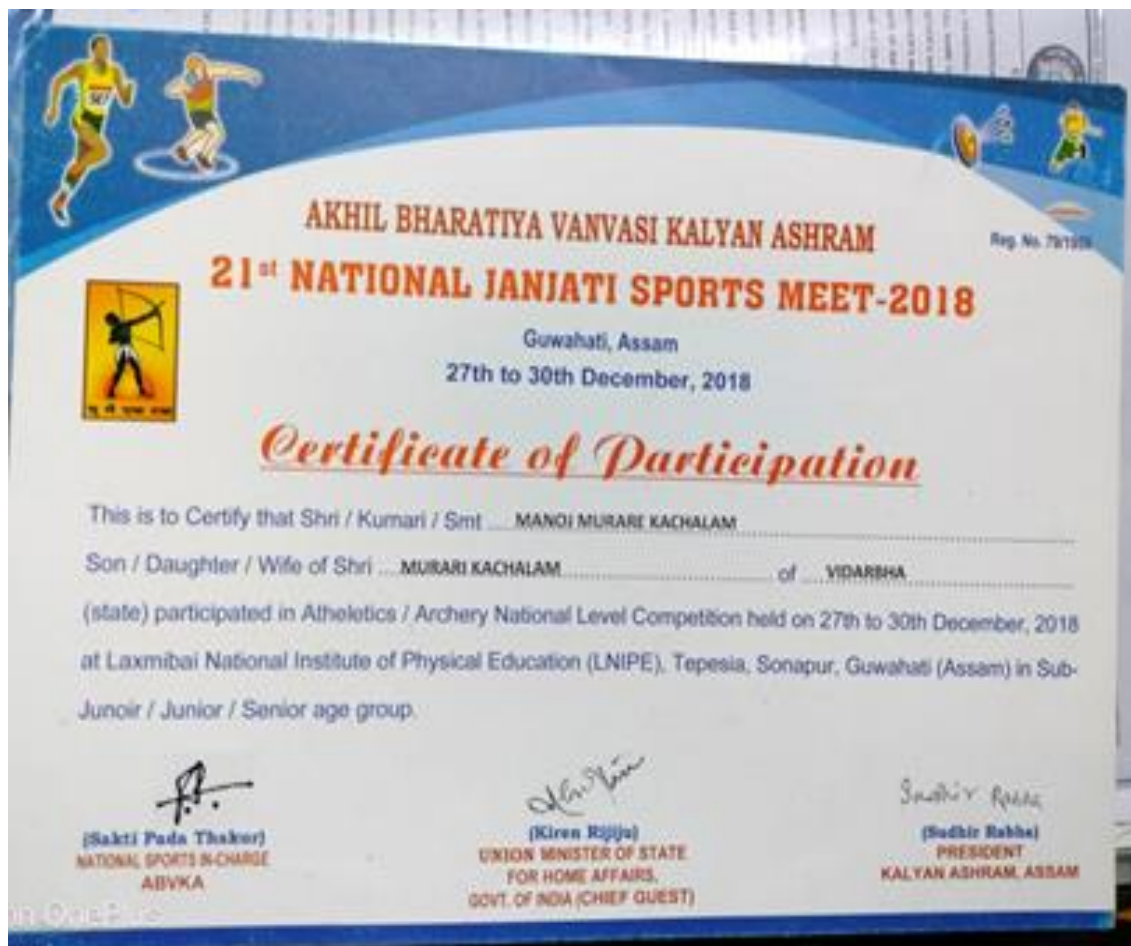 AKHIL BHARATIYA VANVASI KALYAN ASHRAM
Reg. No.
21st NATIONAL JANJATI SPORTS MEET-2018
Guwahati, Assam
27th to 30th December, 2018
Certificate of Participation
This is to Certify that Shri / Kumari / Smt MANOJ MURARE KACHALAM
Son / Daughter / Wife of Shri MURARI KACHALAM of VIDARBHA
(state) participated in Atheletics / Archery National Level Competition held on 27th to 30th December, 2018
at Laxmibai National Institute of Physical Education (LNIPE), Tepesia, Sonapur, Guwahati (Assam) in Sub-
Junoir / Junior / Senior age group.
Sudhir Rabha
(Sakti Pada Thakur)
NATIONAL SPORTS IN-CHARGE
ABVKA
(Kiren Rijiju)
UNION MINISTER OF STATE
FOR HOME AFFAIRS,
GOVT. OF INDIA (CHIEF GUEST)
(Sudhir Rabha)
PRESIDENT
KALYAN ASHRAM, ASSAM